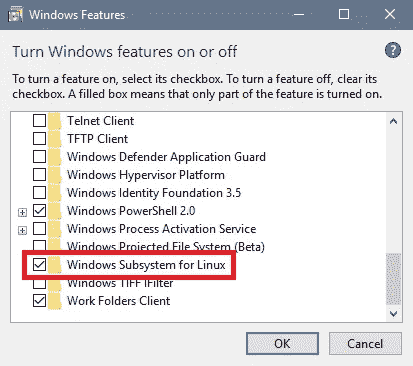 Windows Features
Turn Windows features on or off
To turn a feature on, select its checkbox. To turn a feature off, clear its
checkbox. A filled box means that only part of the feature is turned on.
Telnet Client
TFTP Client
Windows Defender Application Guard
Windows Hypervisor Platform
Windows Identity Foundation 3.5
Windows PowerShell 2.0
Windows Process Activation Service
Windows Projected File System (Beta)
Windows Subsystem for Linux
Windows TIFF IFilter
Work Folders Client
OK
Cancel